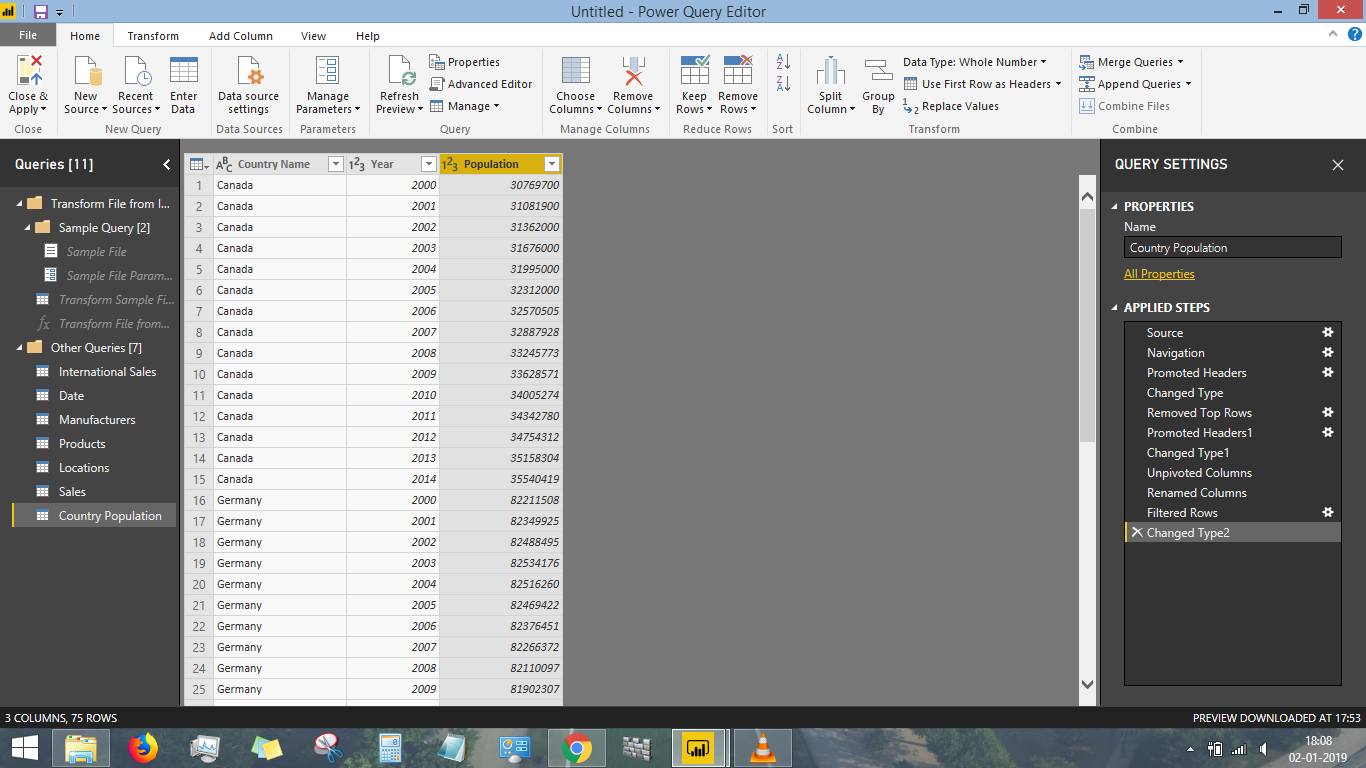 Untitled - Power Query Editor
File Home Transform Add Column View Help
Close & Apply
New Source
Recent Sources
Enter Data
Data source settings
Manage Parameters
Refresh Preview
Properties
Advanced Editor
Manage
Choose Columns
Remove Columns
Keep Rows
Remove Rows
A Z
Z A
Split Column
Group By
Data Type: Whole Number
Use First Row as Headers
1 2 Replace Values
Merge Queries
Append Queries
Combine Files
Close New Query Data Sources Parameters Query Manage Columns Reduce Rows Sort Transform Combine
Queries [11]
Transform File from I...
Sample Query [2]
Sample File
Sample File Param...
Transform Sample Fi...
fx Transform File from...
Other Queries [7]
International Sales
Date
Manufacturers
Products
Locations
Sales
Country Population
ABC Country Name 123 Year 123 Population
1 Canada 2000 30769700
2 Canada 2001 31081900
3 Canada 2002 31362000
4 Canada 2003 31676000
5 Canada 2004 31995000
6 Canada 2005 32312000
7 Canada 2006 32570505
8 Canada 2007 32887928
9 Canada 2008 33245773
10 Canada 2009 33628571
11 Canada 2010 34005274
12 Canada 2011 34342780
13 Canada 2012 34754312
14 Canada 2013 35158304
15 Canada 2014 35540419
16 Germany 2000 82211508
17 Germany 2001 82349925
18 Germany 2002 82488495
19 Germany 2003 82534176
20 Germany 2004 82516260
21 Germany 2005 82469422
22 Germany 2006 82376451
23 Germany 2007 82266372
24 Germany 2008 82110097
25 Germany 2009 81902307
QUERY SETTINGS
PROPERTIES
Name
Country Population
All Properties
APPLIED STEPS
Source
Navigation
Promoted Headers
Changed Type
Removed Top Rows
Promoted Headers1
Changed Type1
Unpivoted Columns
Renamed Columns
Filtered Rows
Changed Type2
3 COLUMNS, 75 ROWS
PREVIEW DOWNLOADED AT 17:53
18:08
02-01-2019